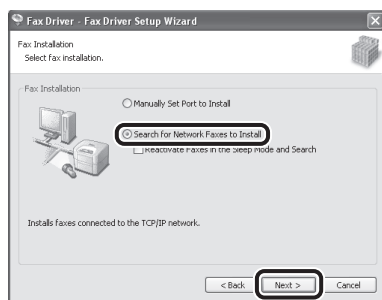 Fax Driver - Fax Driver Setup Wizard
Fax Installation
Select fax installation.
Fax Installation
Manually Set Port to Install
Search for Network Faxes to Install
Reactivate Faxes in the Sleep Mode and Search
Installs faxes connected to the TCP/IP network.
< Back
Next >
Cancel